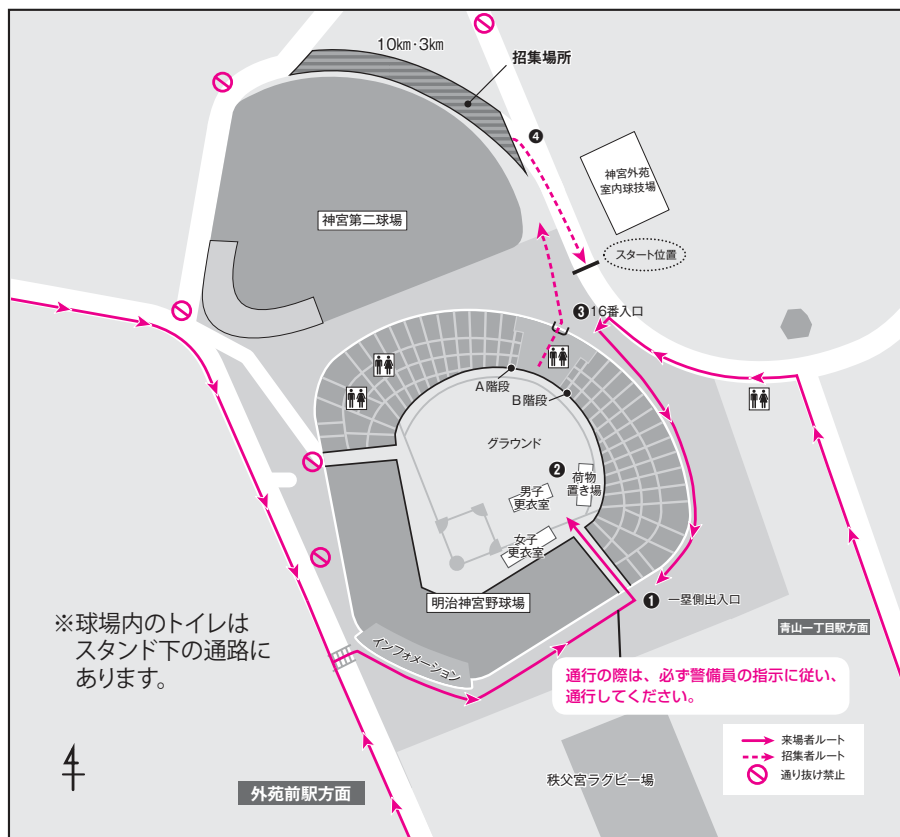 10km・3km
招集場所
❹
神宮外苑
室内球技場
神宮第二球場
スタート位置
❸16番入口
A階段
B階段
グラウンド
❷
荷物
置き場
男子
更衣室
女子
更衣室
明治神宮野球場
❶ 一塁側出入口
インフォメーション
青山一丁目駅方面
※球場内のトイレは
スタンド下の通路に
あります。
通行の際は、必ず警備員の指示に従い、
通行してください。
4
外苑前駅方面
秩父宮ラグビー場
来場者ルート
招集者ルート
通り抜け禁止